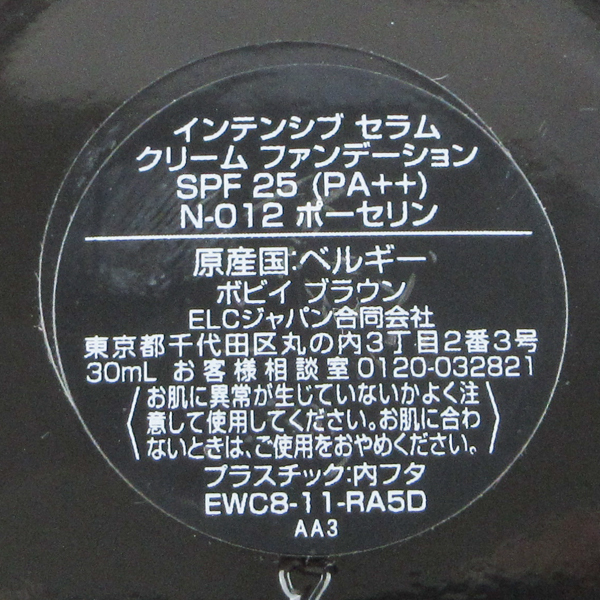 インテンシブ セラム
クリーム ファンデーション
SPF 25 (PA++)
N-012 ポーセリン
原産国:ベルギー
ボビイ ブラウン
ELCジャパン合同会社
東京都千代田区丸の内3丁目2番3号
30mL お客様相談室0120-032821
お肌に異常が生じていないかよく注
意して使用してください。お肌に合わ
ないときは、ご使用をおやめください。
プラスチック:内フタ
EWC8-11-RA5D
AA3